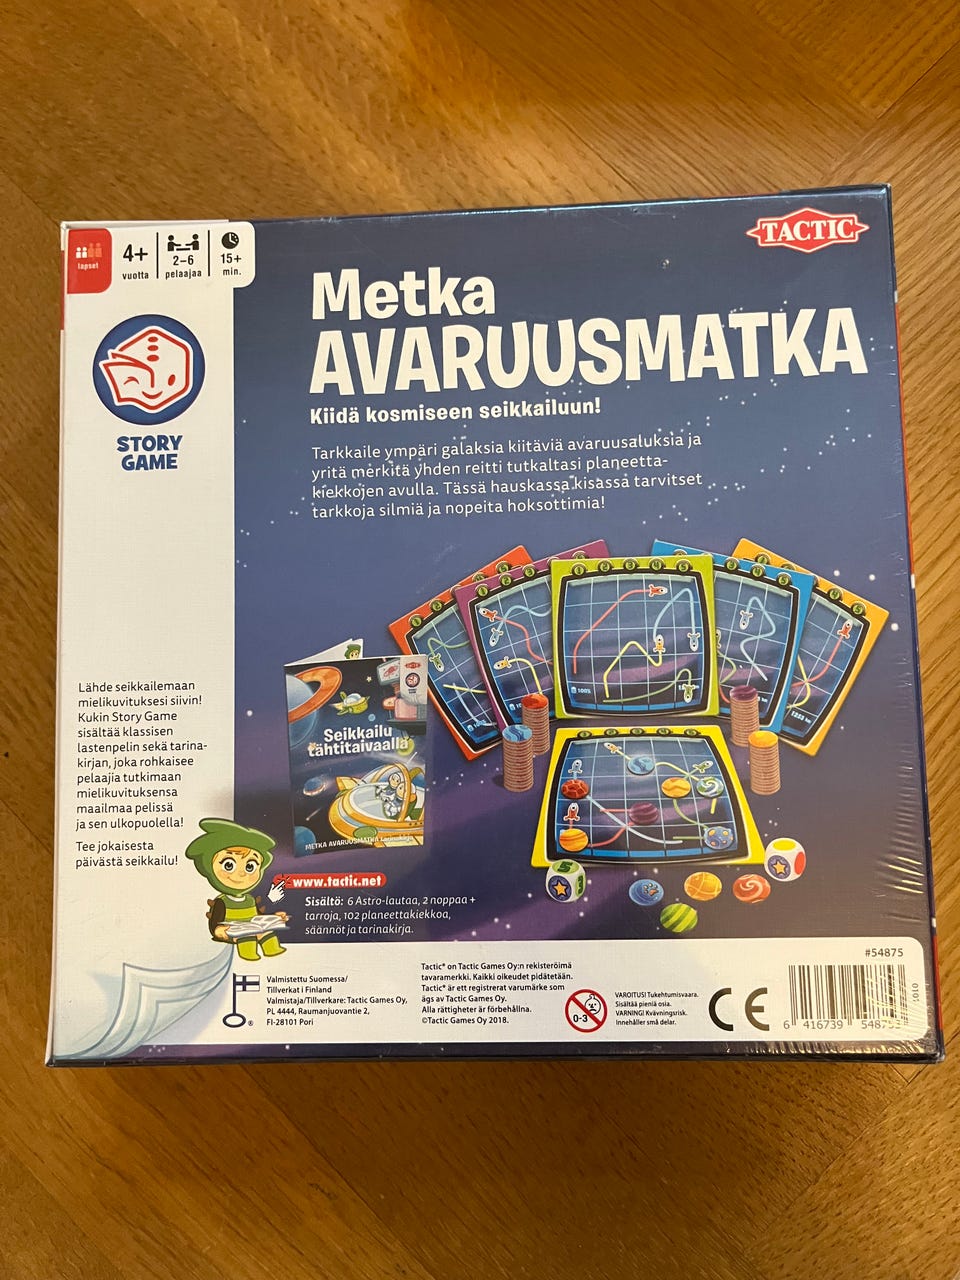 TACTIC
lapset
4+
vuotta
2–6
pelaajaa
15+
min.
Metka
AVARUUSMATKA
Kiidä kosmiseen seikkailuun!
Tarkkaile ympäri galaksia kiitäviä avaruusaluksia ja
yritä merkitä yhden reitti tutkaltasi planeetta-
kiekkojen avulla. Tässä hauskassa kisassa tarvitset
tarkkoja silmiä ja nopeita hoksottimia!
STORY
GAME
Lähde seikkailemaan
mielikuvituksesi siivin!
Kukin Story Game
sisältää klassisen
lastenpelin sekä tarina-
kirjan, joka rohkaisee
pelaajia tutkimaan
mielikuvituksensa
maailmaa pelissä
ja sen ulkopuolella!
Tee jokaisesta
päivästä seikkailu!
TACTIC
Seikkailu
tähtitaivaalla
METKA AVARUUSMATKA tarinakirja
www.tactic.net
Sisältö: 6 Astro-lautaa, 2 noppaa +
tarroja, 102 planeettakiekkoa,
säännöt ja tarinakirja.
Valmistettu Suomessa/
Tillverkat i Finland
Valmistaja/Tillverkare: Tactic Games Oy,
PL 4444, Raumanjuovantie 2,
FI-28101 Pori
Tactic® on Tactic Games Oy:n rekisteröimä
tavaramerkki. Kaikki oikeudet pidätetään.
Tactic® är ett registrerat varumärke som
ägs av Tactic Games Oy.
Alla rättigheter är förbehållna.
©Tactic Games Oy 2018.
0-3
VAROITUS! Tukehtumisvaara.
Sisältää pieniä osia.
VARNING! Kvävningsrisk.
Innehåller små delar.
CE
#54875
0101
6 416739 548753